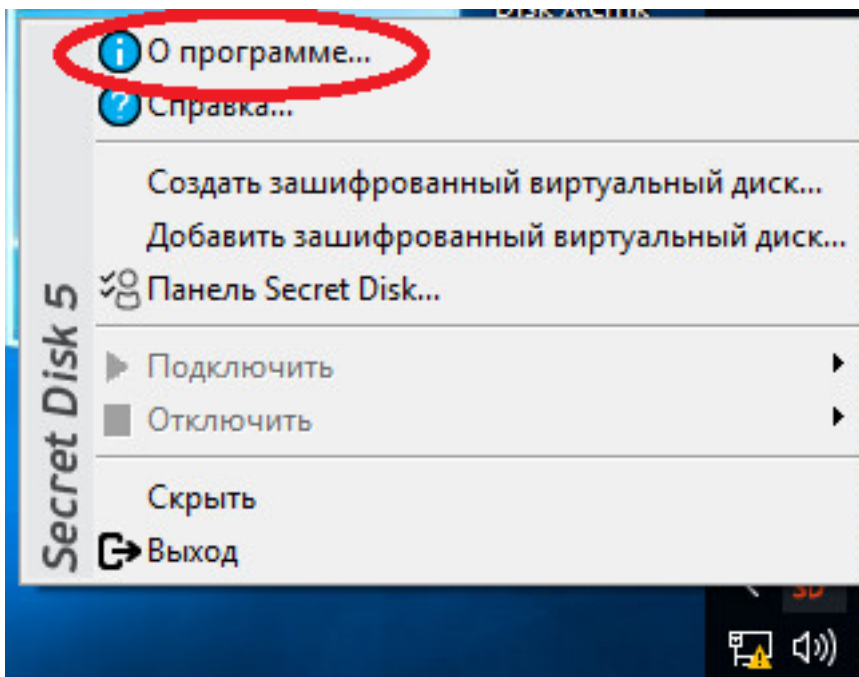 О программе...
Справка...
Создать зашифрованный виртуальный диск...
Добавить зашифрованный виртуальный диск...
Панель Secret Disk...
Подключить
Отключить
Скрыть
Выход
Secret Disk 5
SD